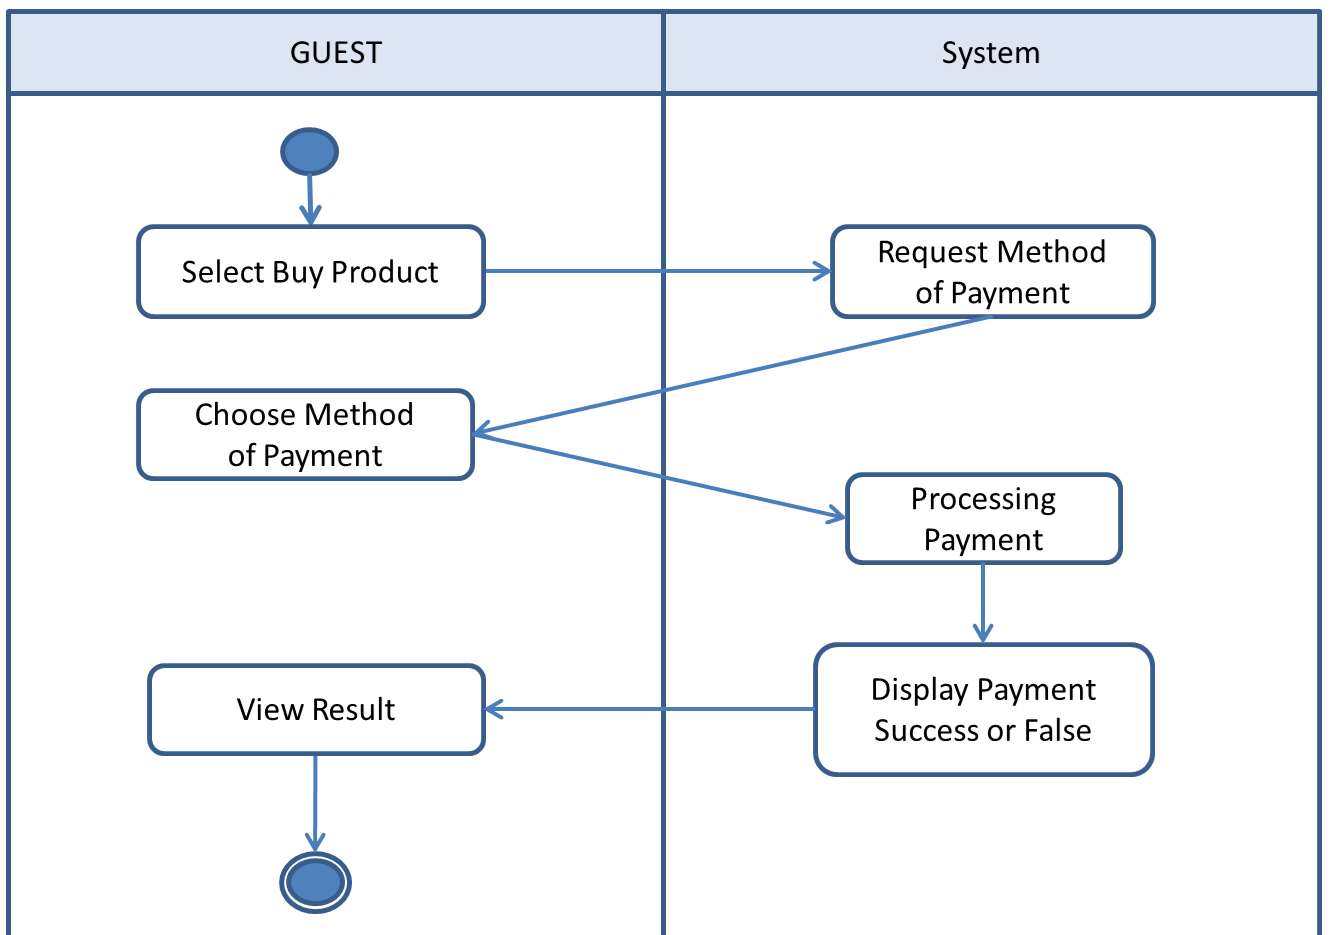 GUEST
System
Select Buy Product
Request Method
of Payment
Choose Method
of Payment
Processing
Payment
Display Payment
Success or False
View Result